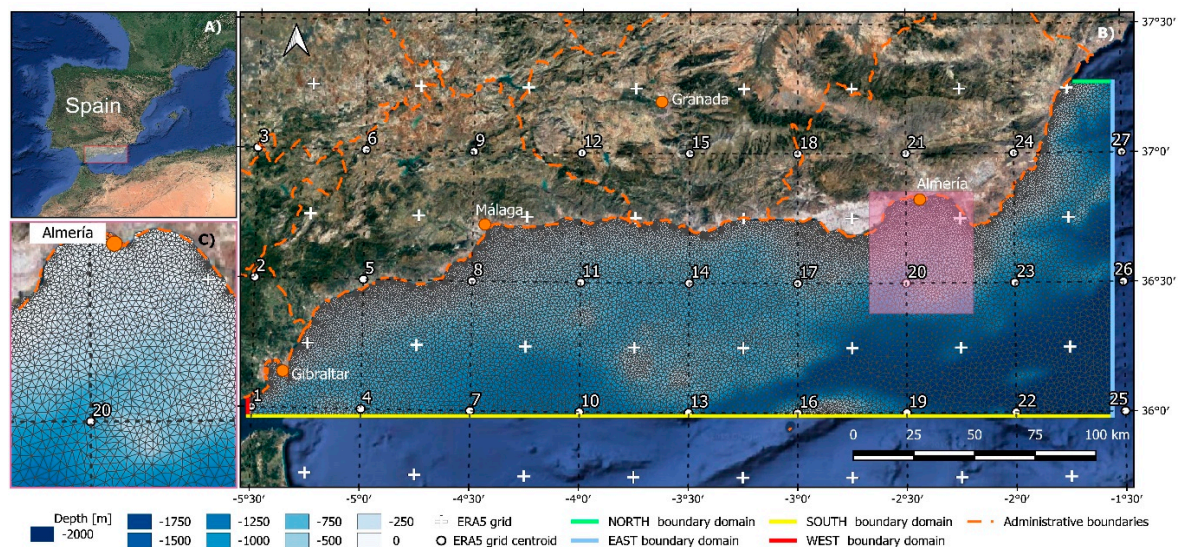 A)
Spain
B)
37°30’
Granada
3
6
9
12
15
18
21
24
27
37°0’
Almería
Málaga
2
5
8
11
14
17
20
23
26
36°30’
Gibraltar
1
4
7
10
13
16
19
22
25
36°0’
0 25 50 75 100 km
-5°30’ -5°0’ -4°30’ -4°0’ -3°30’ -3°0’ -2°30’ -2°0’ -1°30’
Almería
C)
20
Depth [m]
-2000
-1750
-1500
-1250
-1000
-750
-500
-250
0
ERA5 grid
ERA5 grid centroid
NORTH boundary domain
EAST boundary domain
SOUTH boundary domain
WEST boundary domain
Administrative boundaries